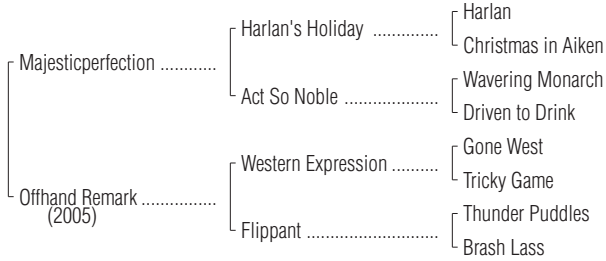 Harlan
Harlan's Holiday ..............
Christmas in Aiken
Majesticperfection ............
Wavering Monarch
Act So Noble .......................
Driven to Drink
Gone West
Western Expression ..........
Tricky Game
Offhand Remark ................
(2005)
Thunder Puddles
Flippant ................................
Brash Lass